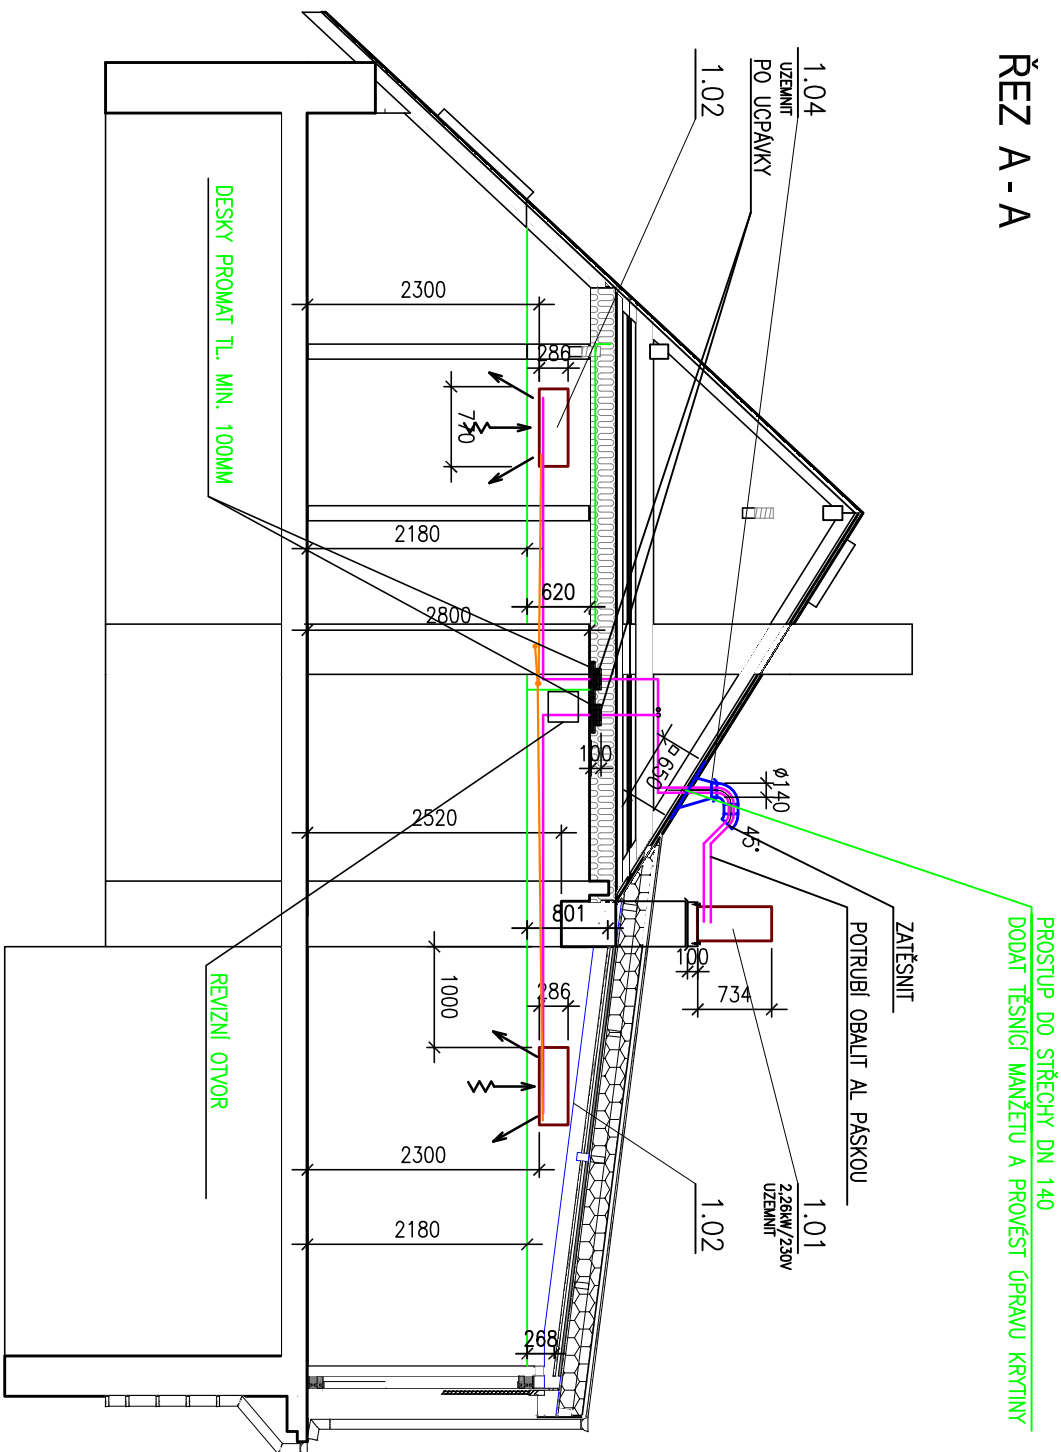 ŘEZ A - A
1.04
UZEMNIT
PO UCPÁVKY
1.02
DESKY PROMAT TL. MIN. 100MM
2300
286
770
2180
620
2800
100
□ 650
ø140
45°
2520
801
100
734
1000
286
2300
2180
268
REVIZNÍ OTVOR
PROSTUP DO STŘECHY DN 140
DODAT TĚSNÍCÍ MANŽETU A PROVÉST ÚPRAVU KRYTINY
ZATĚSNIT
POTRUBÍ OBALIT AL PÁSKOU
1.01
2,26kW/230V
UZEMNIT
1.02